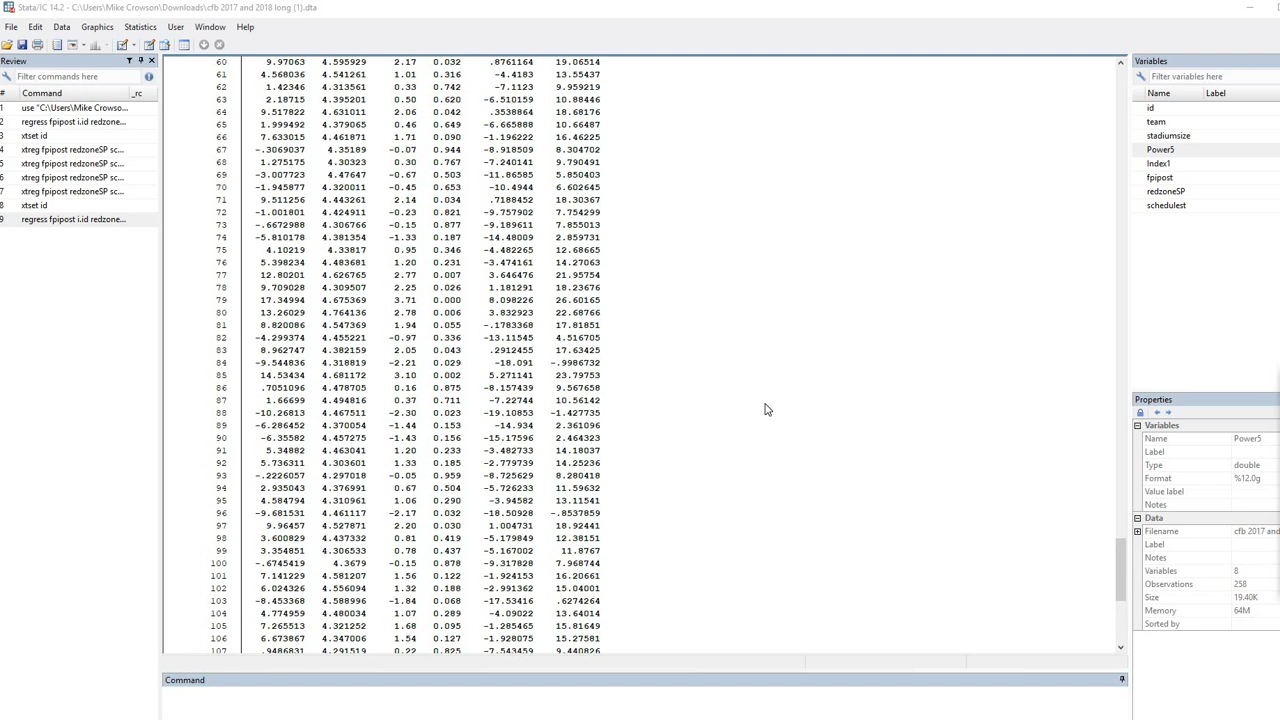 Stata/IC 14.2 - C:\Users\Mike Crowson\Downloads\cfb 2017 and 2018 long (1).dta
File Edit Data Graphics Statistics User Window Help
Review
Filter commands here
# Command _rc
1 use "C:\Users\Mike Crowso...
2 regress fpipost i.id redzone...
3 xtset id
4 xtreg fpipost redzoneSP sc...
5 xtreg fpipost redzoneSP sc...
6 xtreg fpipost redzoneSP sc...
7 xtreg fpipost redzoneSP sc...
8 xtset id
9 regress fpipost i.id redzone...
60 9.97063 4.595929 2.17 0.032 .8761164 19.06514
61 4.568036 4.541261 1.01 0.316 -4.4183 13.55437
62 1.42346 4.313561 0.33 0.742 -7.1123 9.959219
63 2.18715 4.395201 0.50 0.620 -6.510159 10.88446
64 9.517822 4.631011 2.06 0.042 .3538864 18.68176
65 1.999492 4.379065 0.46 0.649 -6.665888 10.66487
66 7.633015 4.461871 1.71 0.090 -1.196222 16.46225
67 -.3069037 4.35189 -0.07 0.944 -8.918509 8.304702
68 1.275175 4.30323 0.30 0.767 -7.240141 9.790491
69 -3.007723 4.47647 -0.67 0.503 -11.86585 5.850403
70 -1.945877 4.320011 -0.45 0.653 -10.4944 6.602645
71 9.511256 4.443261 2.14 0.034 .7188452 18.30367
72 -1.001801 4.424911 -0.23 0.821 -9.757902 7.754299
73 -.6672988 4.306766 -0.15 0.877 -9.189611 7.855013
74 -5.810178 4.381354 -1.33 0.187 -14.48009 2.859731
75 4.10219 4.33817 0.95 0.346 -4.482265 12.68665
76 5.398234 4.483681 1.20 0.231 -3.474161 14.27063
77 12.80201 4.626765 2.77 0.007 3.646476 21.95754
78 9.709028 4.309507 2.25 0.026 1.181291 18.23676
79 17.34994 4.675369 3.71 0.000 8.098226 26.60165
80 13.26029 4.764136 2.78 0.006 3.832923 22.68766
81 8.820086 4.547369 1.94 0.055 -.1783368 17.81851
82 -4.299374 4.455221 -0.97 0.336 -13.11545 4.516705
83 8.962747 4.382159 2.05 0.043 .2912455 17.63425
84 -9.544836 4.318819 -2.21 0.029 -18.091 -.9986732
85 14.53434 4.681172 3.10 0.002 5.271141 23.79753
86 .7051096 4.478705 0.16 0.875 -8.157439 9.567658
87 1.66699 4.494816 0.37 0.711 -7.22744 10.56142
88 -10.26813 4.467511 -2.30 0.023 -19.10853 -1.427735
89 -6.286452 4.370109 -1.44 0.153 -14.934 2.361096
90 -6.35582 4.457275 -1.43 0.156 -15.17596 2.464323
91 5.34882 4.463041 1.20 0.233 -3.482733 14.18037
92 5.736311 4.303601 1.33 0.185 -2.779739 14.25236
93 -.2226057 4.297018 -0.05 0.959 -8.725629 8.280418
94 2.935043 4.376991 0.67 0.504 -5.726233 11.59632
95 4.584794 4.310961 1.06 0.290 -3.94582 13.11541
96 -9.681531 4.461117 -2.17 0.032 -18.50928 -.8537859
97 9.96457 4.527871 2.20 0.030 1.004731 18.92441
98 3.600829 4.437332 0.81 0.419 -5.179849 12.38151
99 3.354851 4.306533 0.78 0.437 -5.167002 11.8767
100 -.6745419 4.3679 -0.15 0.878 -9.317828 7.968744
101 7.141229 4.581207 1.56 0.122 -1.924153 16.20661
102 6.024326 4.556094 1.32 0.188 -2.991362 15.04001
103 -8.453368 4.588996 -1.84 0.068 -17.53416 .6274264
104 4.774959 4.480034 1.07 0.289 -4.09022 13.64014
105 7.265513 4.321252 1.68 0.095 -1.285465 15.81649
106 6.673867 4.347006 1.54 0.127 -1.928075 15.27581
107 .9486831 4.291519 0.22 0.825 -7.543459 9.440826
Command
Variables
Filter variables here
Name Label
id
team
stadiumsize
Power5
Index1
fpipost
redzoneSP
schedulest
Properties
Variables
Name Power5
Label
Type double
Format %12.0g
Value label
Notes
Data
Filename cfb 2017 and
Label
Notes
Variables 8
Observations 258
Size 19.40K
Memory 64M
Sorted by